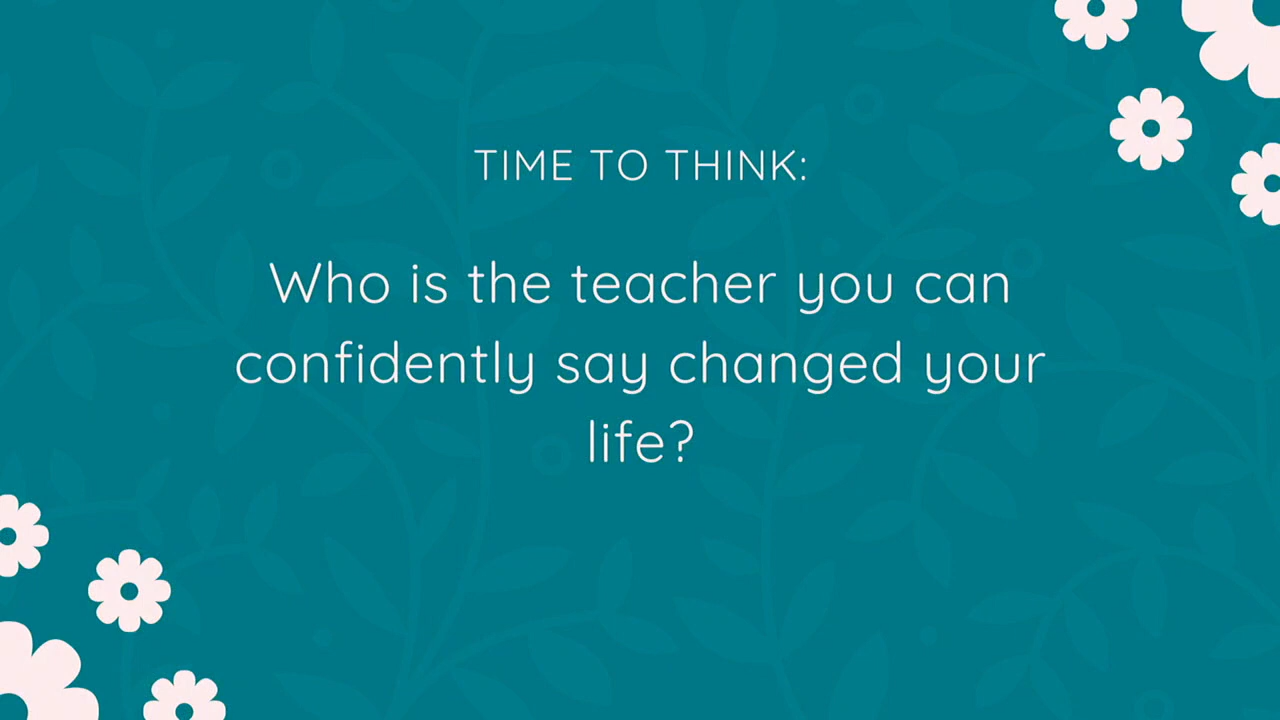 TIME TO THINK:
Who is the teacher you can
confidently say changed your
life?